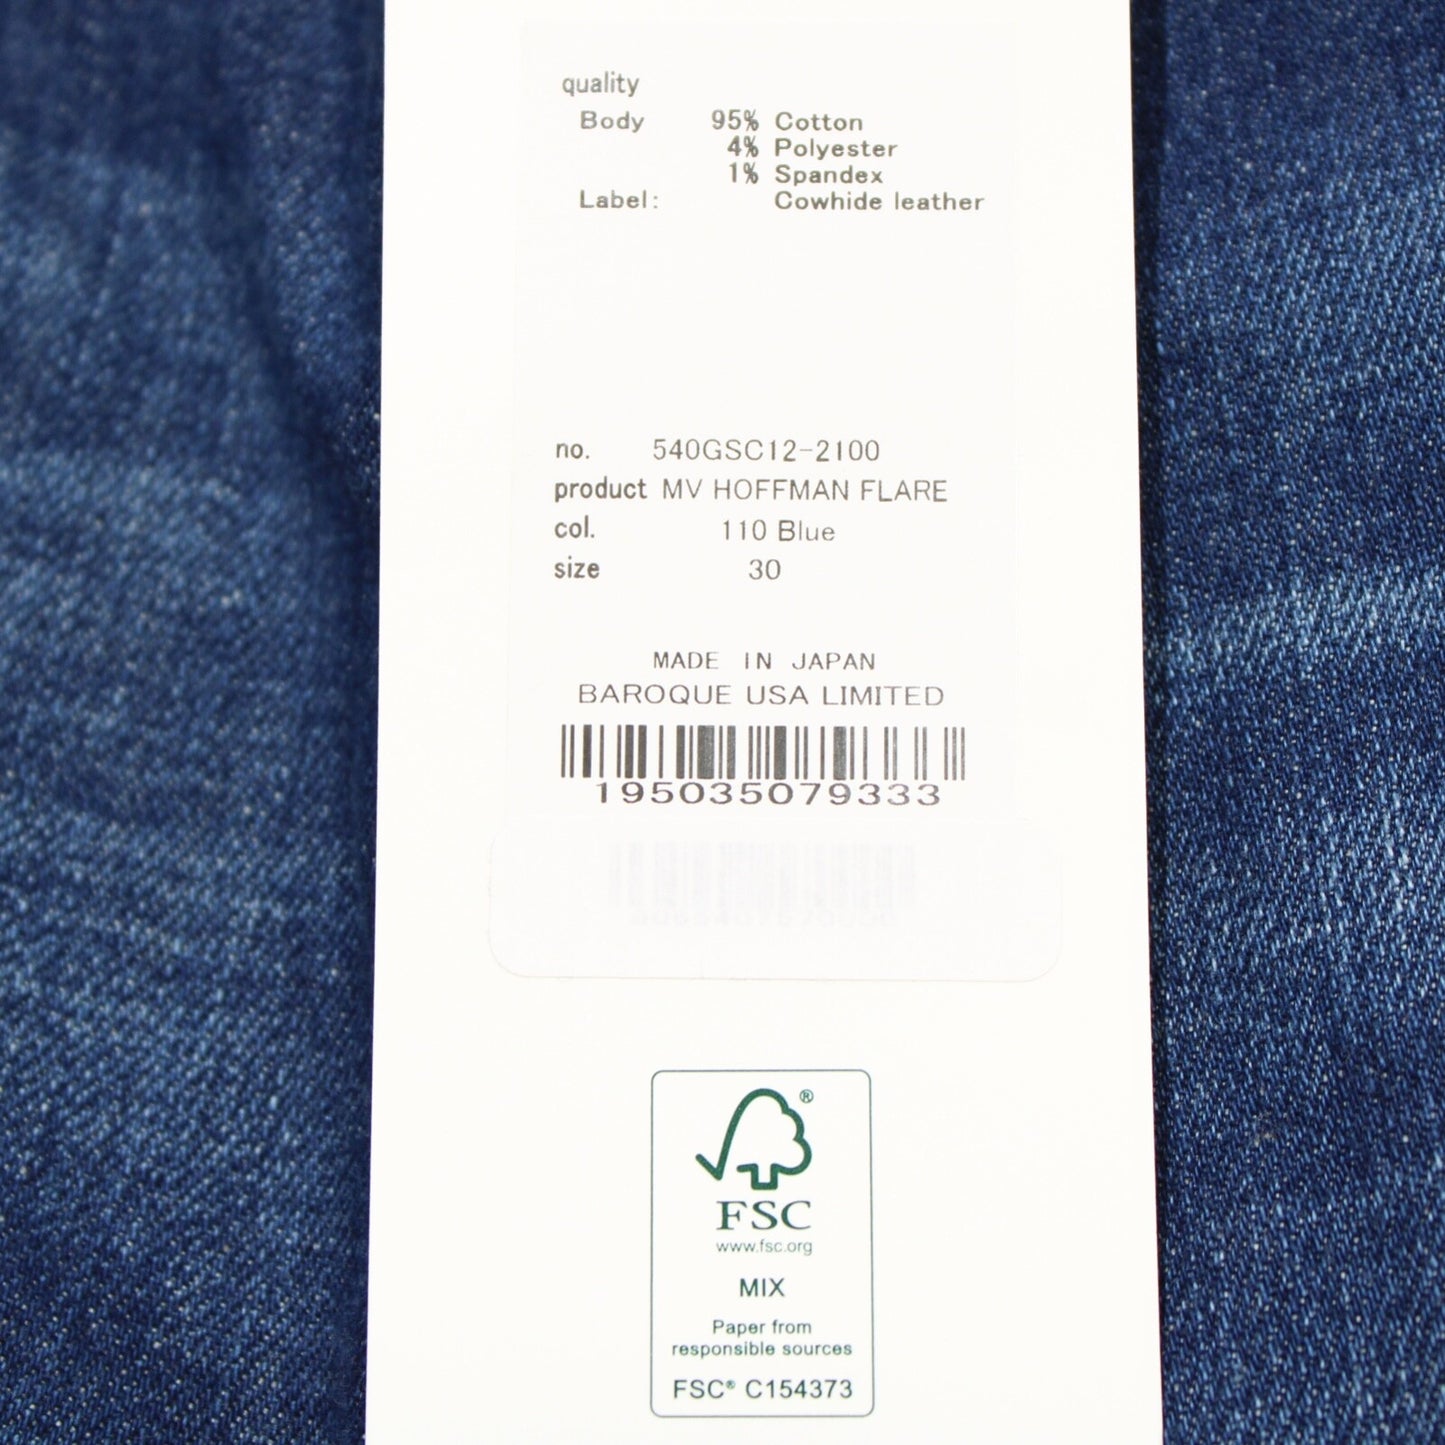 quality
Body 95% Cotton
4% Polyester
1% Spandex
Label: Cowhide leather
no. 540GSC12-2100
product MV HOFFMAN FLARE
col. 110 Blue
size 30
MADE IN JAPAN
BAROQUE USA LIMITED
195035079333
®
FSC
www.fsc.org
MIX
Paper from
responsible sources
FSC® C154373